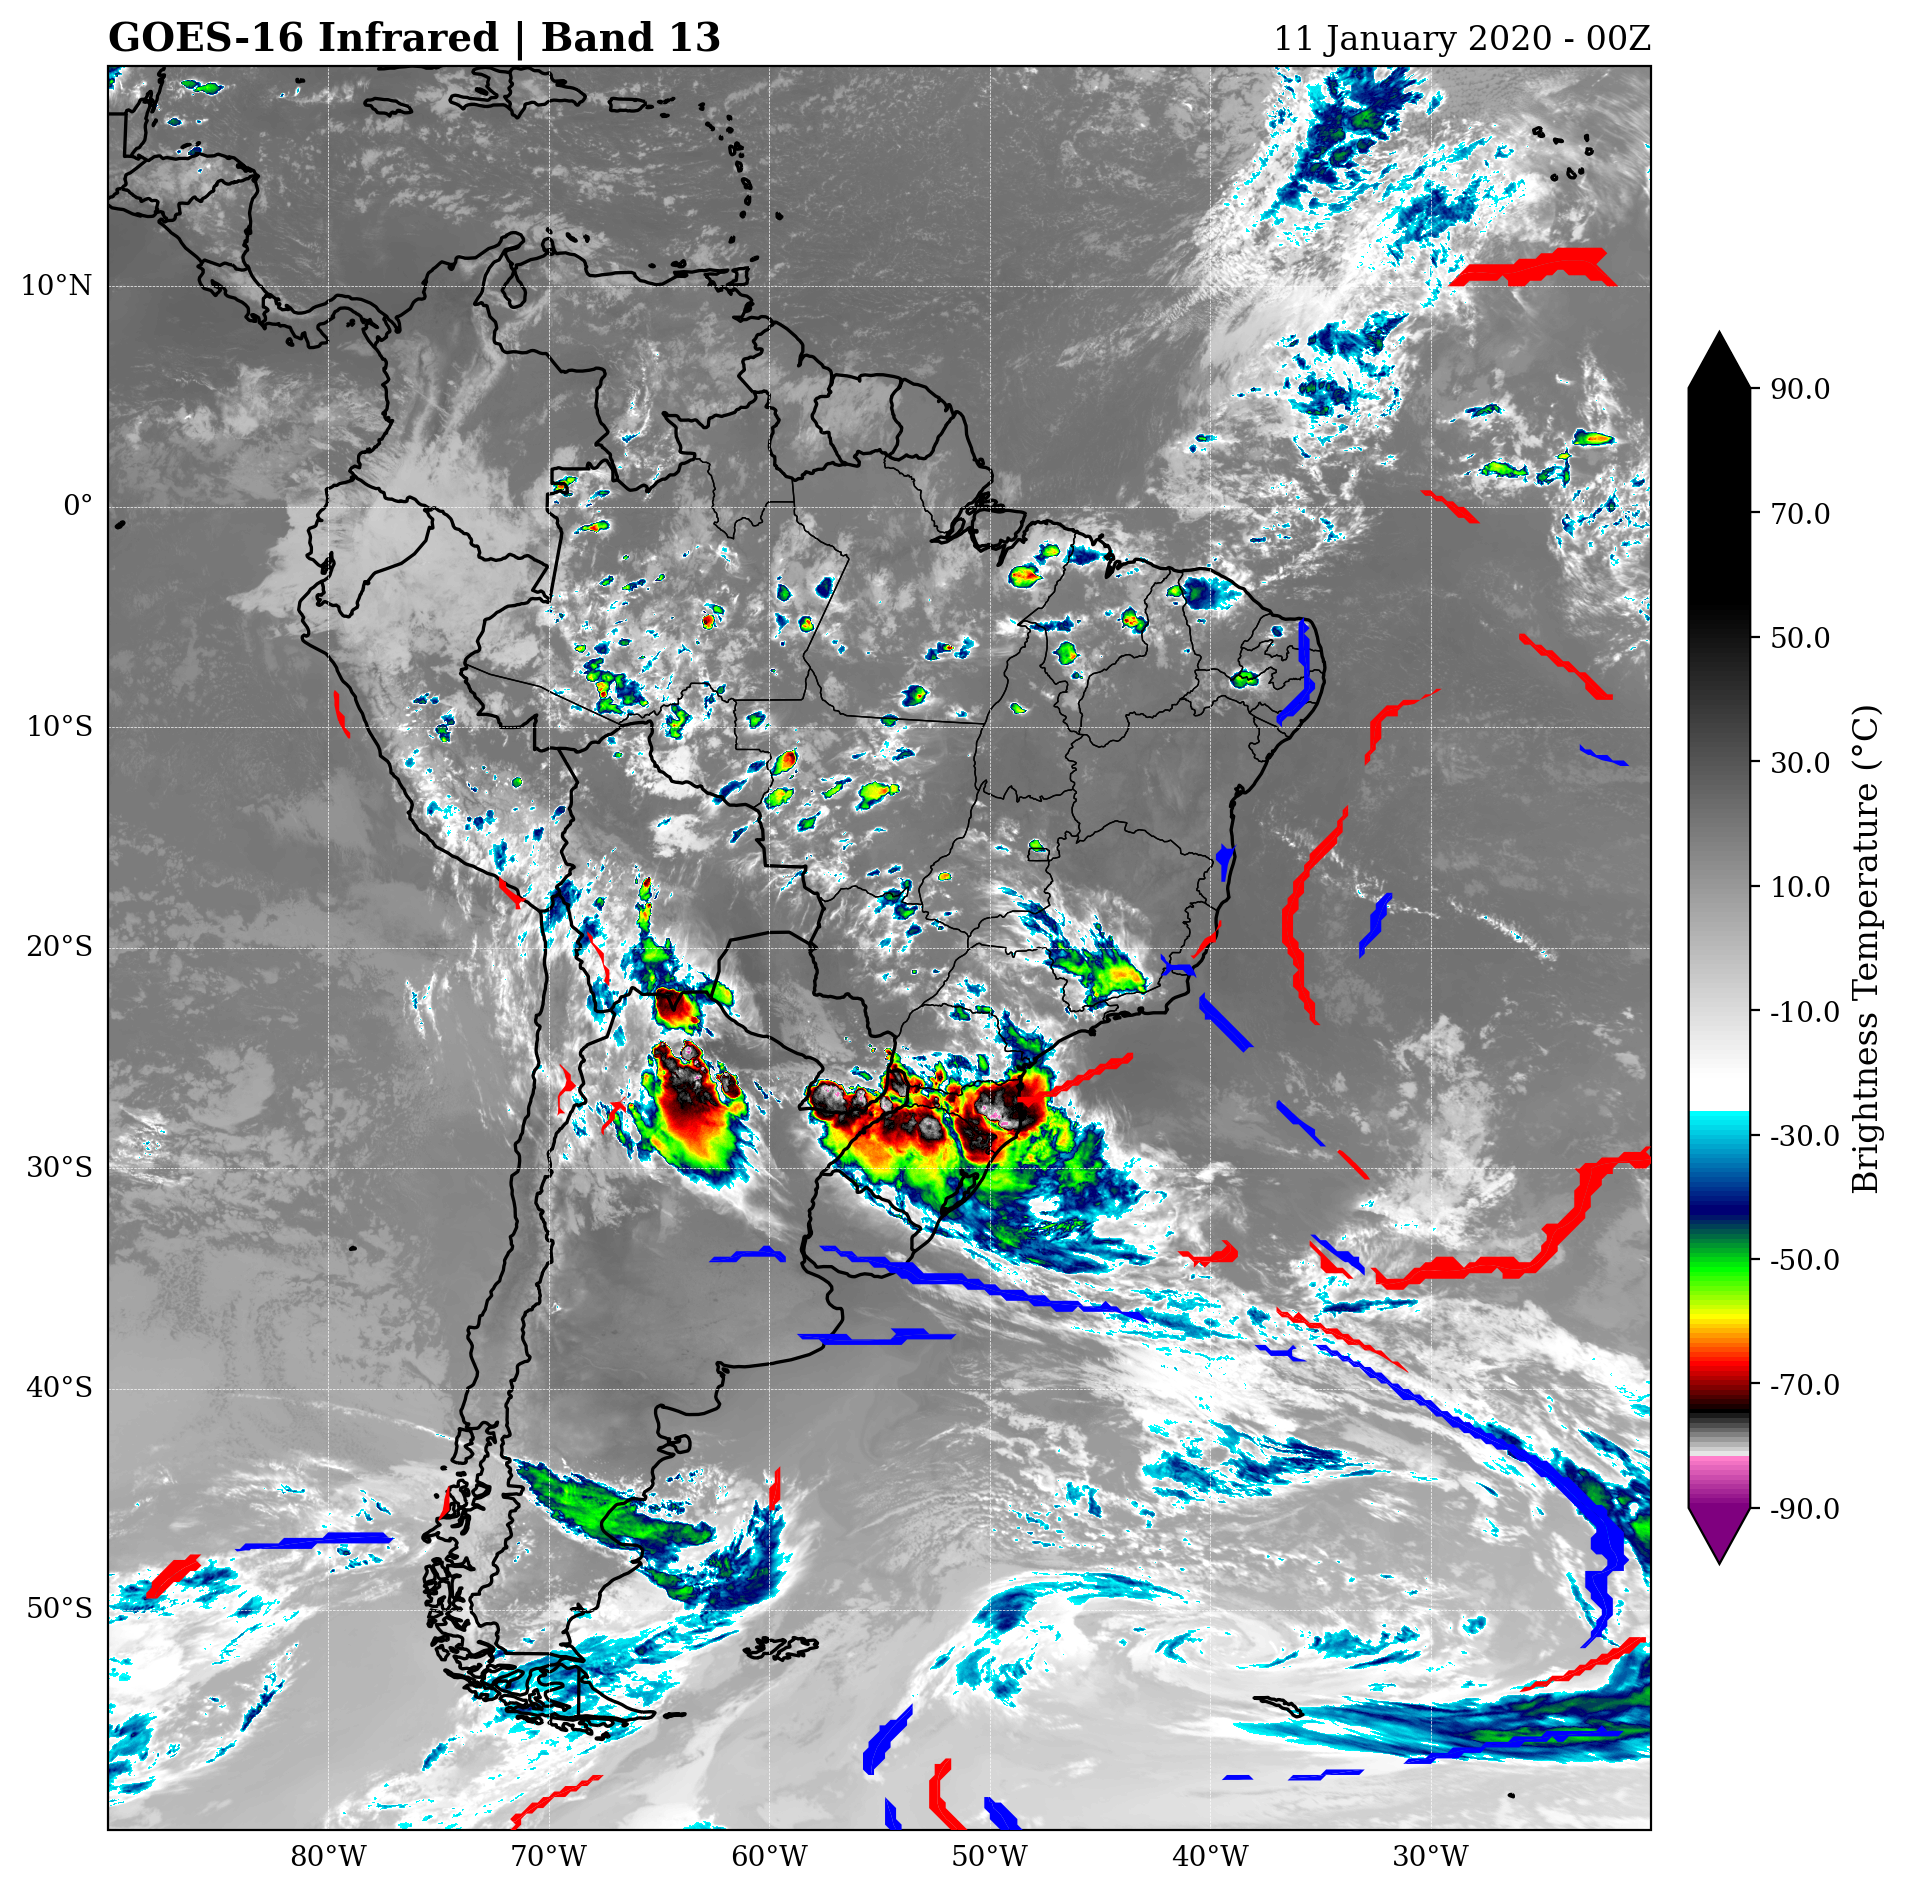 GOES-16 Infrared | Band 13
11 January 2020 - 00Z
10°N
0°
10°S
20°S
30°S
40°S
50°S
80°W
70°W
60°W
50°W
40°W
30°W
90.0
70.0
50.0
30.0
10.0
-10.0
-30.0
-50.0
-70.0
-90.0
Brightness Temperature (°C)